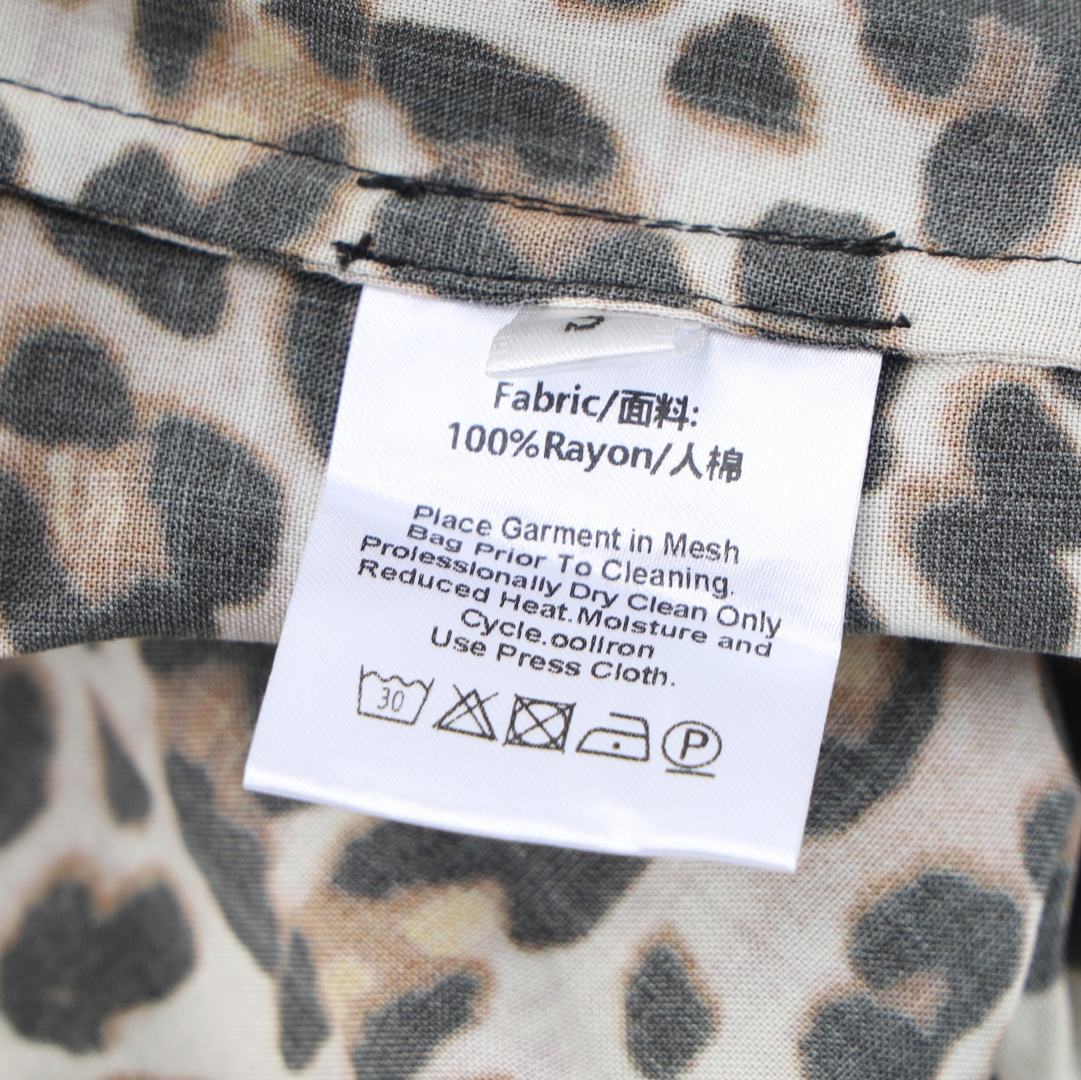 Fabric/面料:
100%Rayon/人棉
Place Garment in Mesh
Bag Prior To Cleaning.
Prolessionally Dry Clean Only
Reduced Heat.Molsture and
Cycle.oolIron
Use Press Cloth.
30
P